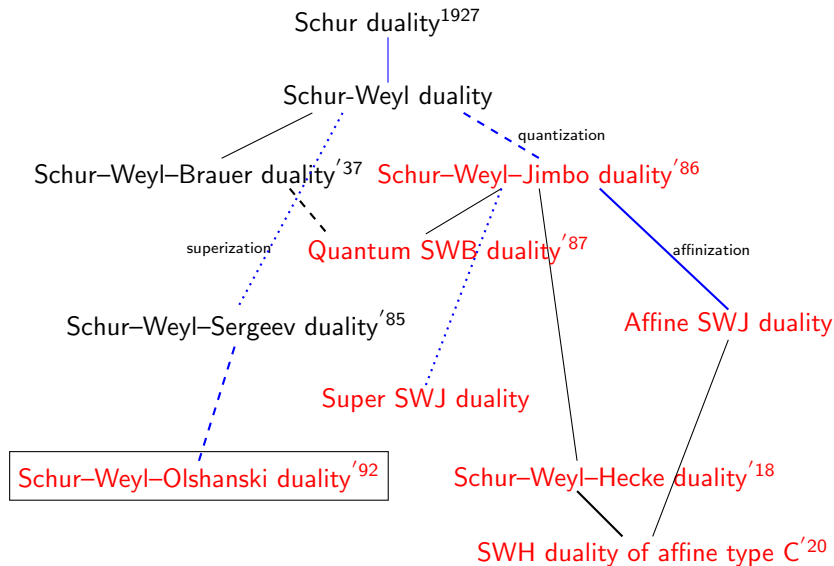 Schur duality¹⁹²⁷
Schur-Weyl duality
quantization
Schur–Weyl–Brauer duality'³⁷
Schur–Weyl–Jimbo duality'⁸⁶
superization
Quantum SWB duality'⁸⁷
affinization
Schur–Weyl–Sergeev duality'⁸⁵
Affine SWJ duality
Super SWJ duality
Schur–Weyl–Olshanski duality'⁹²
Schur–Weyl–Hecke duality'¹⁸
SWH duality of affine type C'²⁰